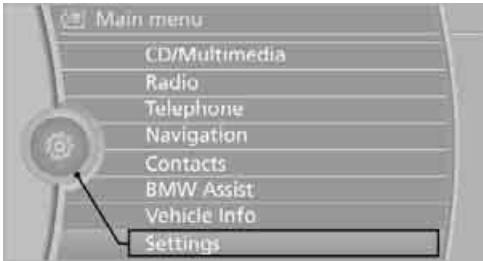 Main menu
CD/Multimedia
Radio
Telephone
Navigation
Contacts
BMW Assist
Vehicle Info
Settings